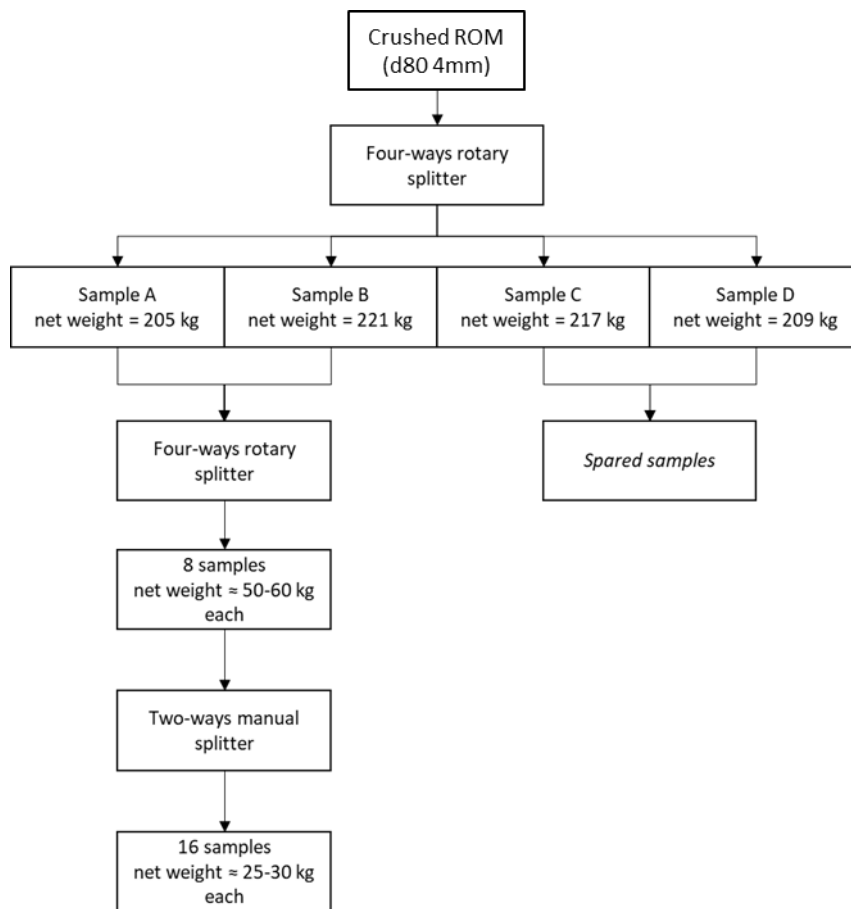 Crushed ROM
(d80 4mm)
Four-ways rotary
splitter
Sample A
net weight = 205 kg
Sample B
net weight = 221 kg
Sample C
net weight = 217 kg
Sample D
net weight = 209 kg
Four-ways rotary
splitter
Spared samples
8 samples
net weight ≈ 50-60 kg
each
Two-ways manual
splitter
16 samples
net weight ≈ 25-30 kg
each